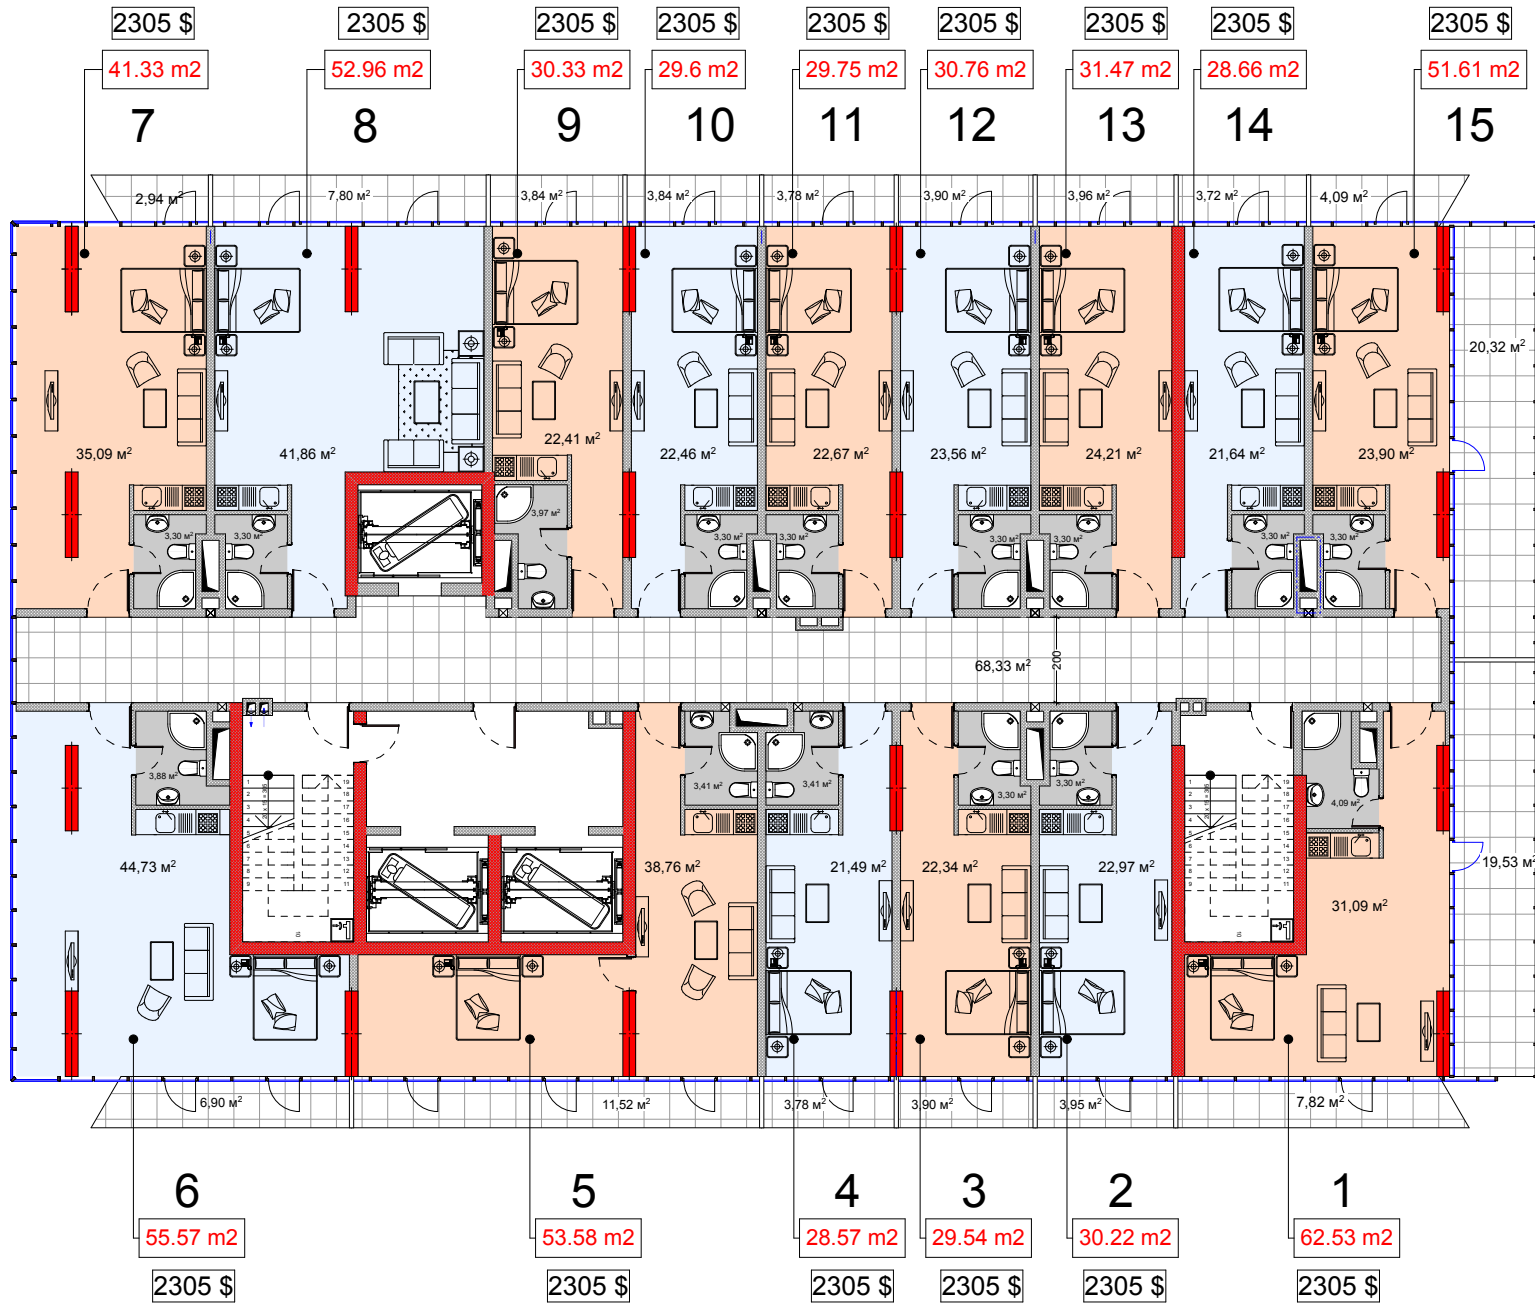 2305 $ 2305 $ 2305 $ 2305 $ 2305 $ 2305 $ 2305 $ 2305 $ 2305 $
41.33 m2 52.96 m2 30.33 m2 29.6 m2 29.75 m2 30.76 m2 31.47 m2 28.66 m2 51.61 m2
7 8 9 10 11 12 13 14 15
2,94 м² 7,80 м² 3,84 м² 3,84 м² 3,78 м² 3,90 м² 3,96 м² 3,72 м² 4,09 м²
20,32 м²
35,09 м² 41,86 м² 22,41 м² 22,46 м² 22,67 м² 23,56 м² 24,21 м² 21,64 м² 23,90 м²
3,97 м²
3,30 м² 3,30 м² 3,30 м² 3,30 м² 3,30 м² 3,30 м² 3,30 м² 3,30 м²
68,33 м² 200
3,88 м² 3,41 м² 3,41 м² 3,30 м² 3,30 м² 4,09 м²
44,73 м² 38,76 м² 21,49 м² 22,34 м² 22,97 м² 19,53 м²
31,09 м²
6,90 м² 11,52 м² 3,78 м² 3,90 м² 3,95 м² 7,82 м²
6 5 4 3 2 1
55.57 m2 53.58 m2 28.57 m2 29.54 m2 30.22 m2 62.53 m2
2305 $ 2305 $ 2305 $ 2305 $ 2305 $ 2305 $